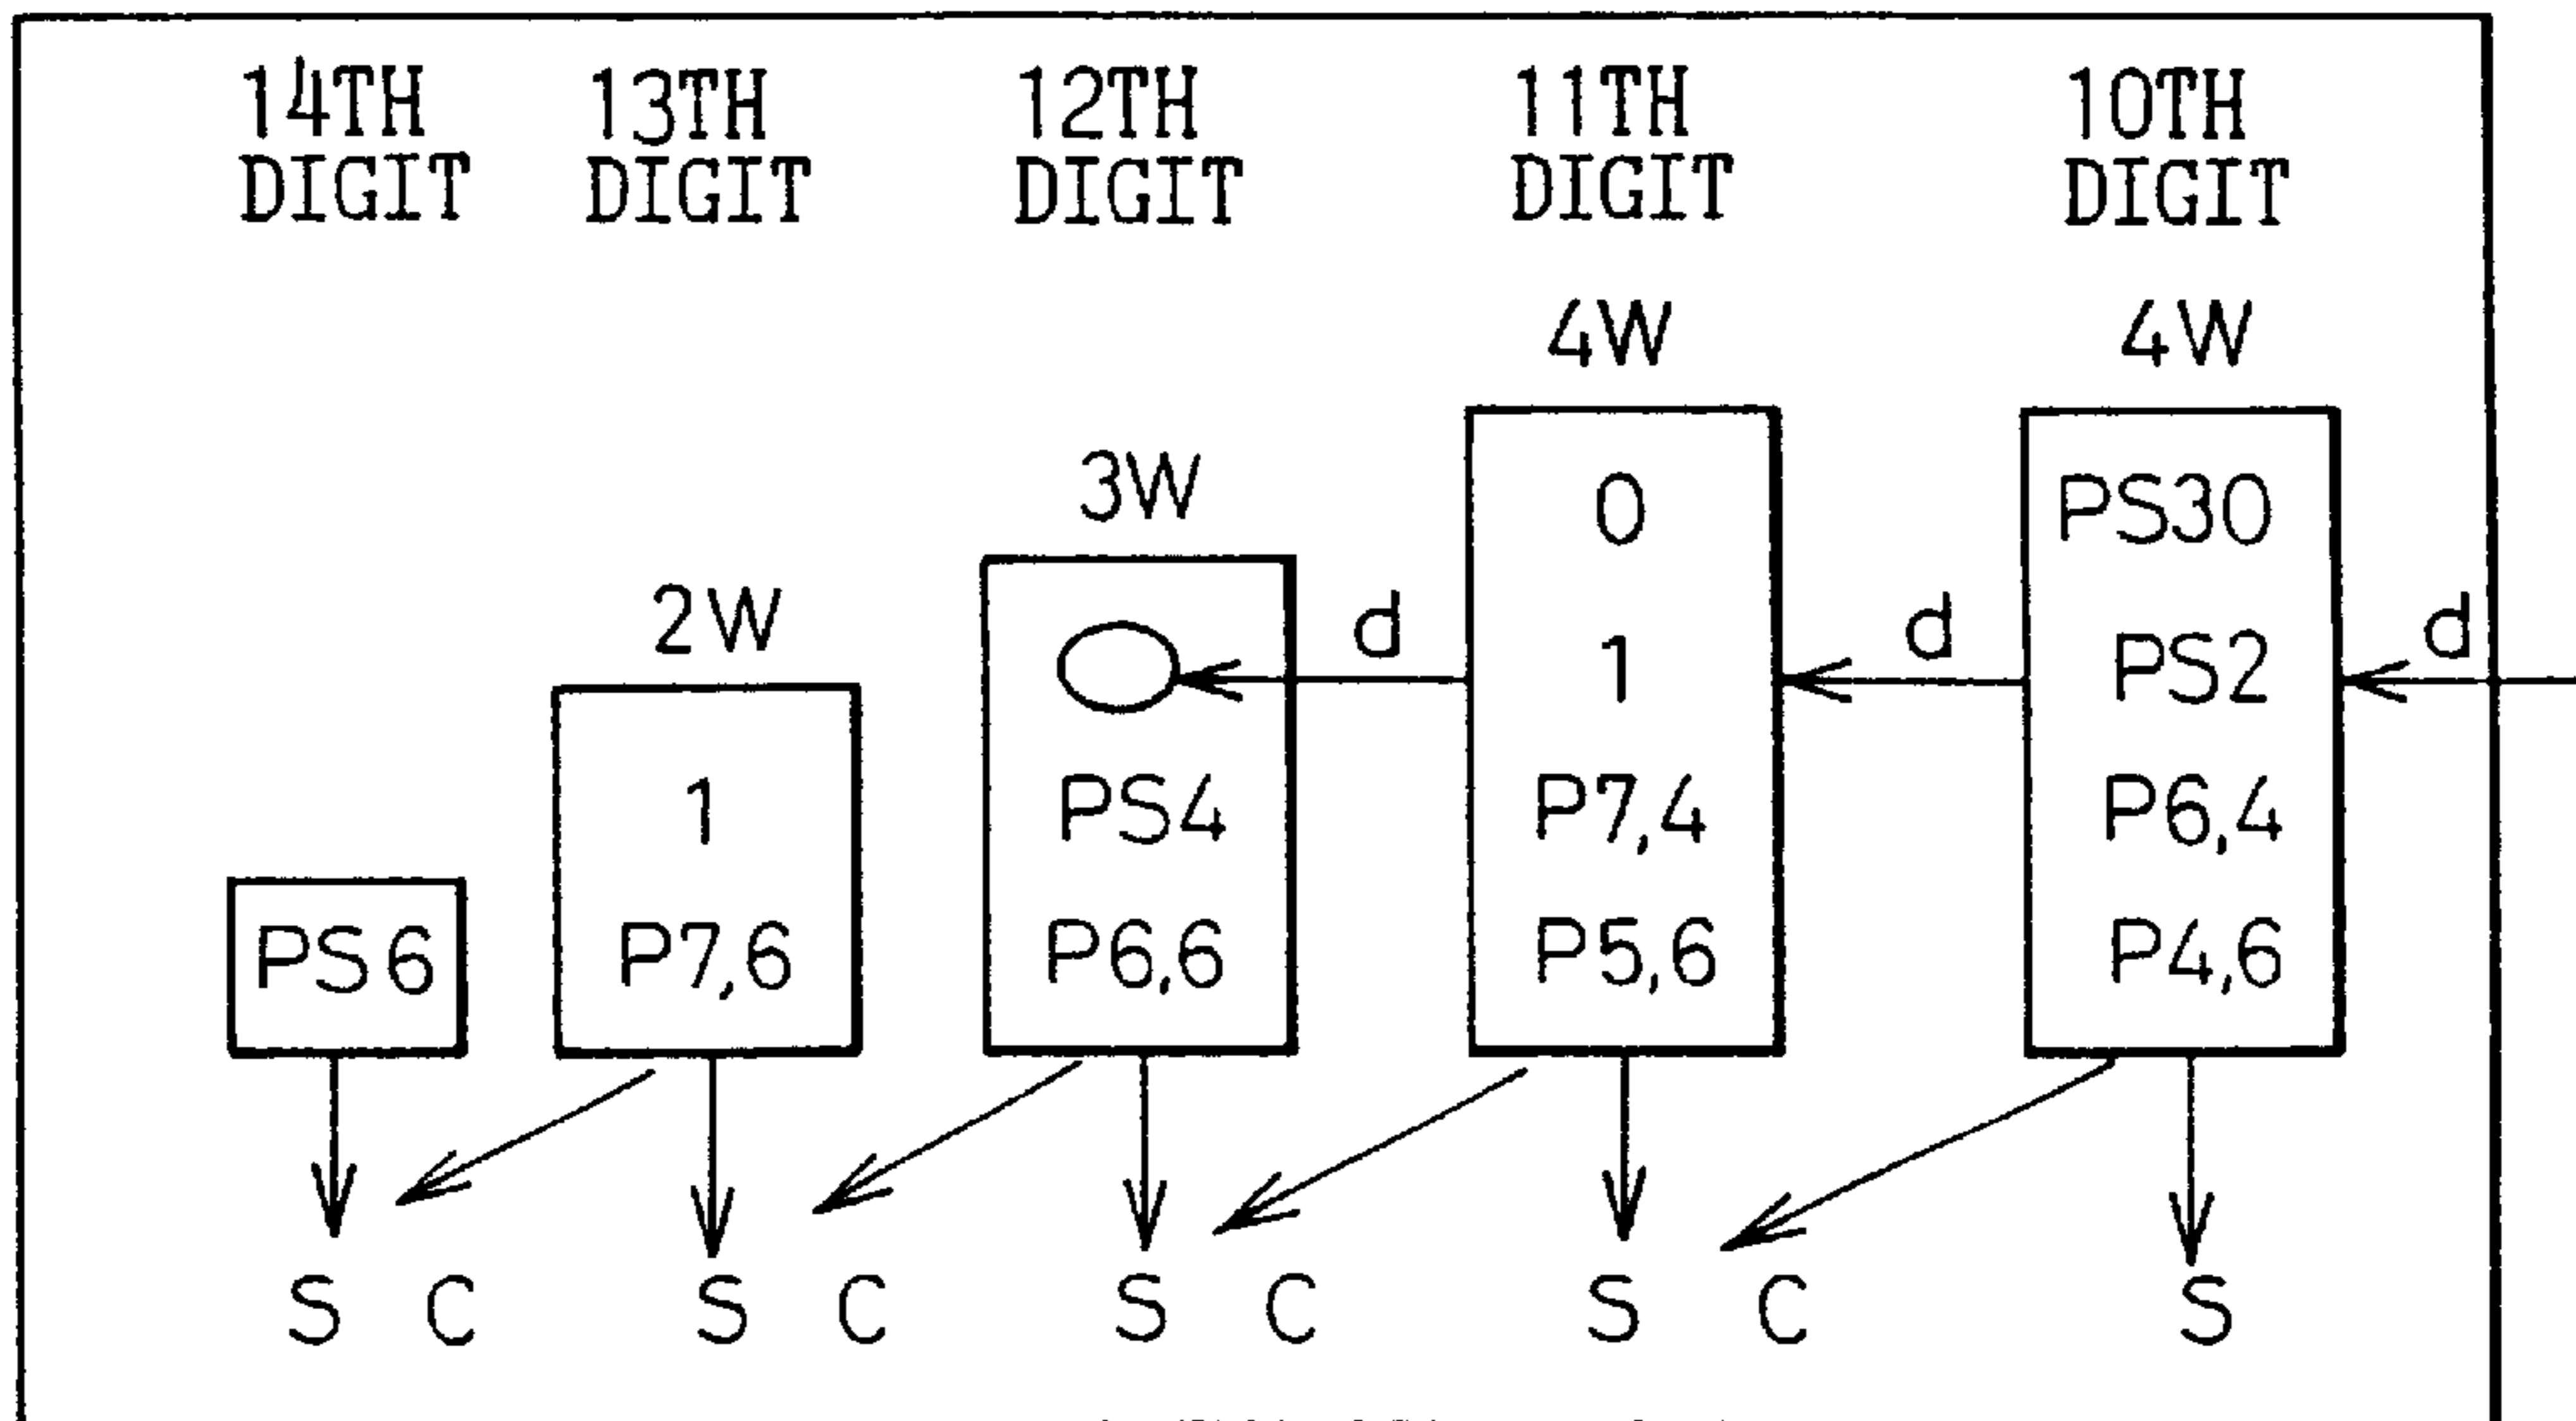 14TH DIGIT
13TH DIGIT
12TH DIGIT
11TH DIGIT
10TH DIGIT
4W
4W
3W
2W
0
PS30
d
d
d
1
PS2
1
PS4
P7,4
P6,4
PS6
P7,6
P6,6
P5,6
P4,6
S C S C S C S C S